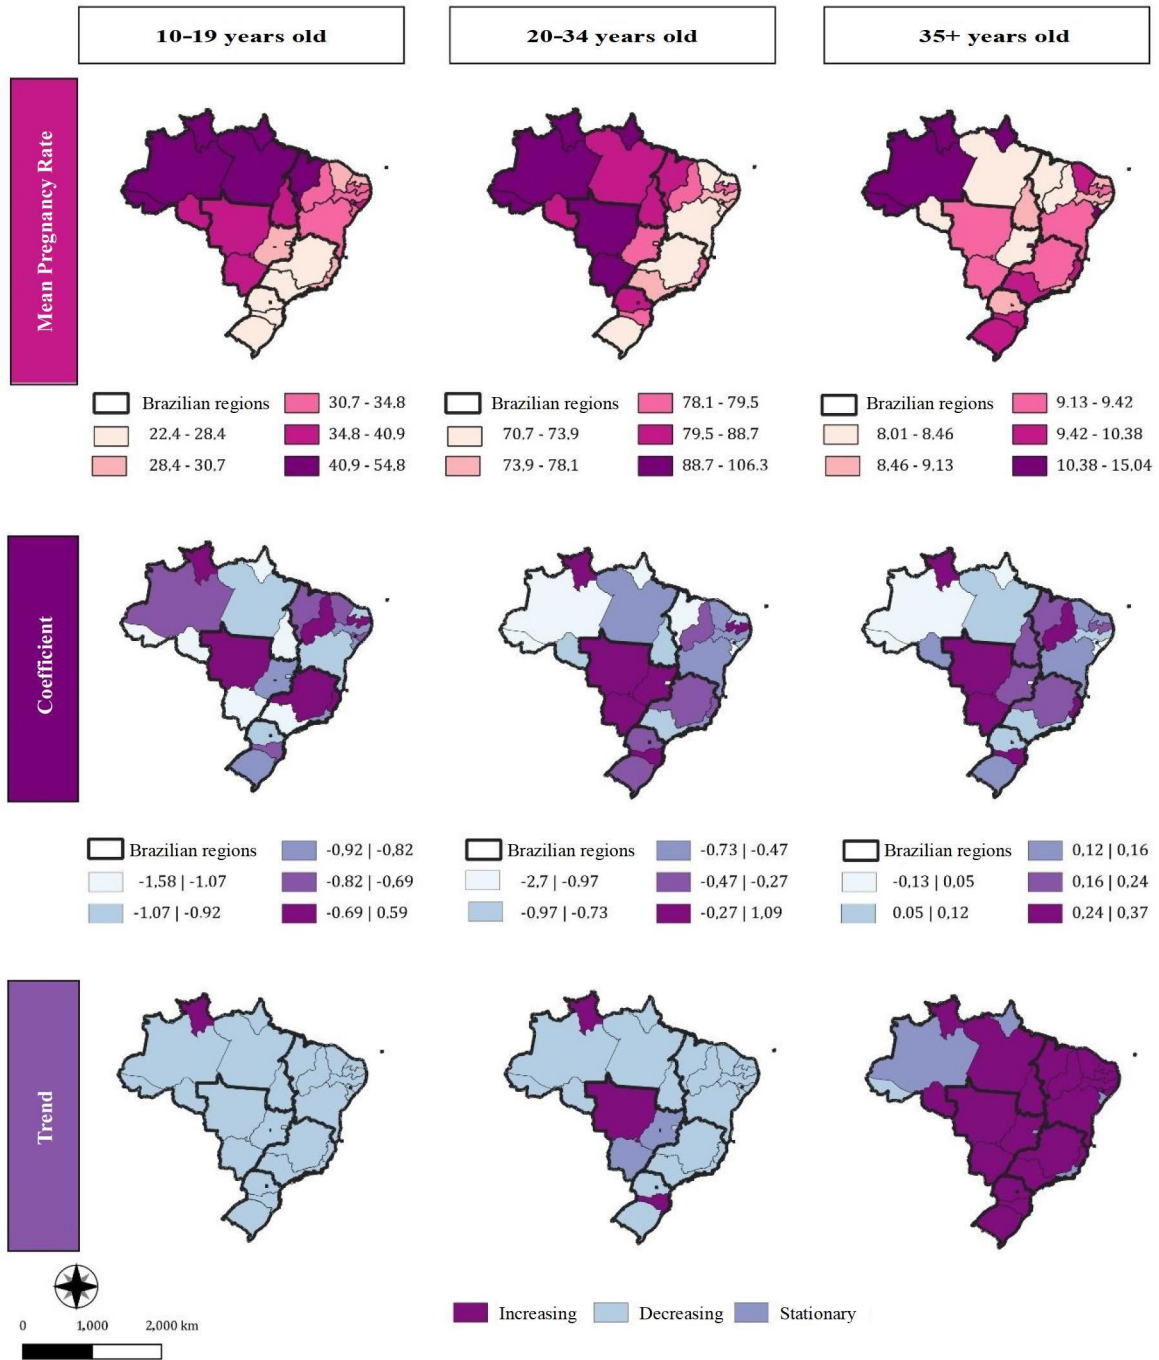 10-19 years old
20-34 years old
35+ years old
Mean Pregnancy Rate
Brazilian regions
30.7 - 34.8
22.4 - 28.4
34.8 - 40.9
28.4 - 30.7
40.9 - 54.8
Brazilian regions
78.1 - 79.5
70.7 - 73.9
79.5 - 88.7
73.9 - 78.1
88.7 - 106.3
Brazilian regions
9.13 - 9.42
8.01 - 8.46
9.42 - 10.38
8.46 - 9.13
10.38 - 15.04
Coefficient
Brazilian regions
-0.92 | -0,82
-1,58 | -1.07
-0.82 | -0.69
-1.07 | -0.92
-0.69 | 0.59
Brazilian regions
-0.73 | -0.47
-2.7 | -0.97
-0.47 | -0.27
-0.97 | -0.73
-0.27 | 1.09
Brazilian regions
0,12 | 0,16
-0,13 | 0,05
0,16 | 0,24
0,05 | 0,12
0,24 | 0,37
Trend
Increasing
Decreasing
Stationary
0 1,000 2,000 km